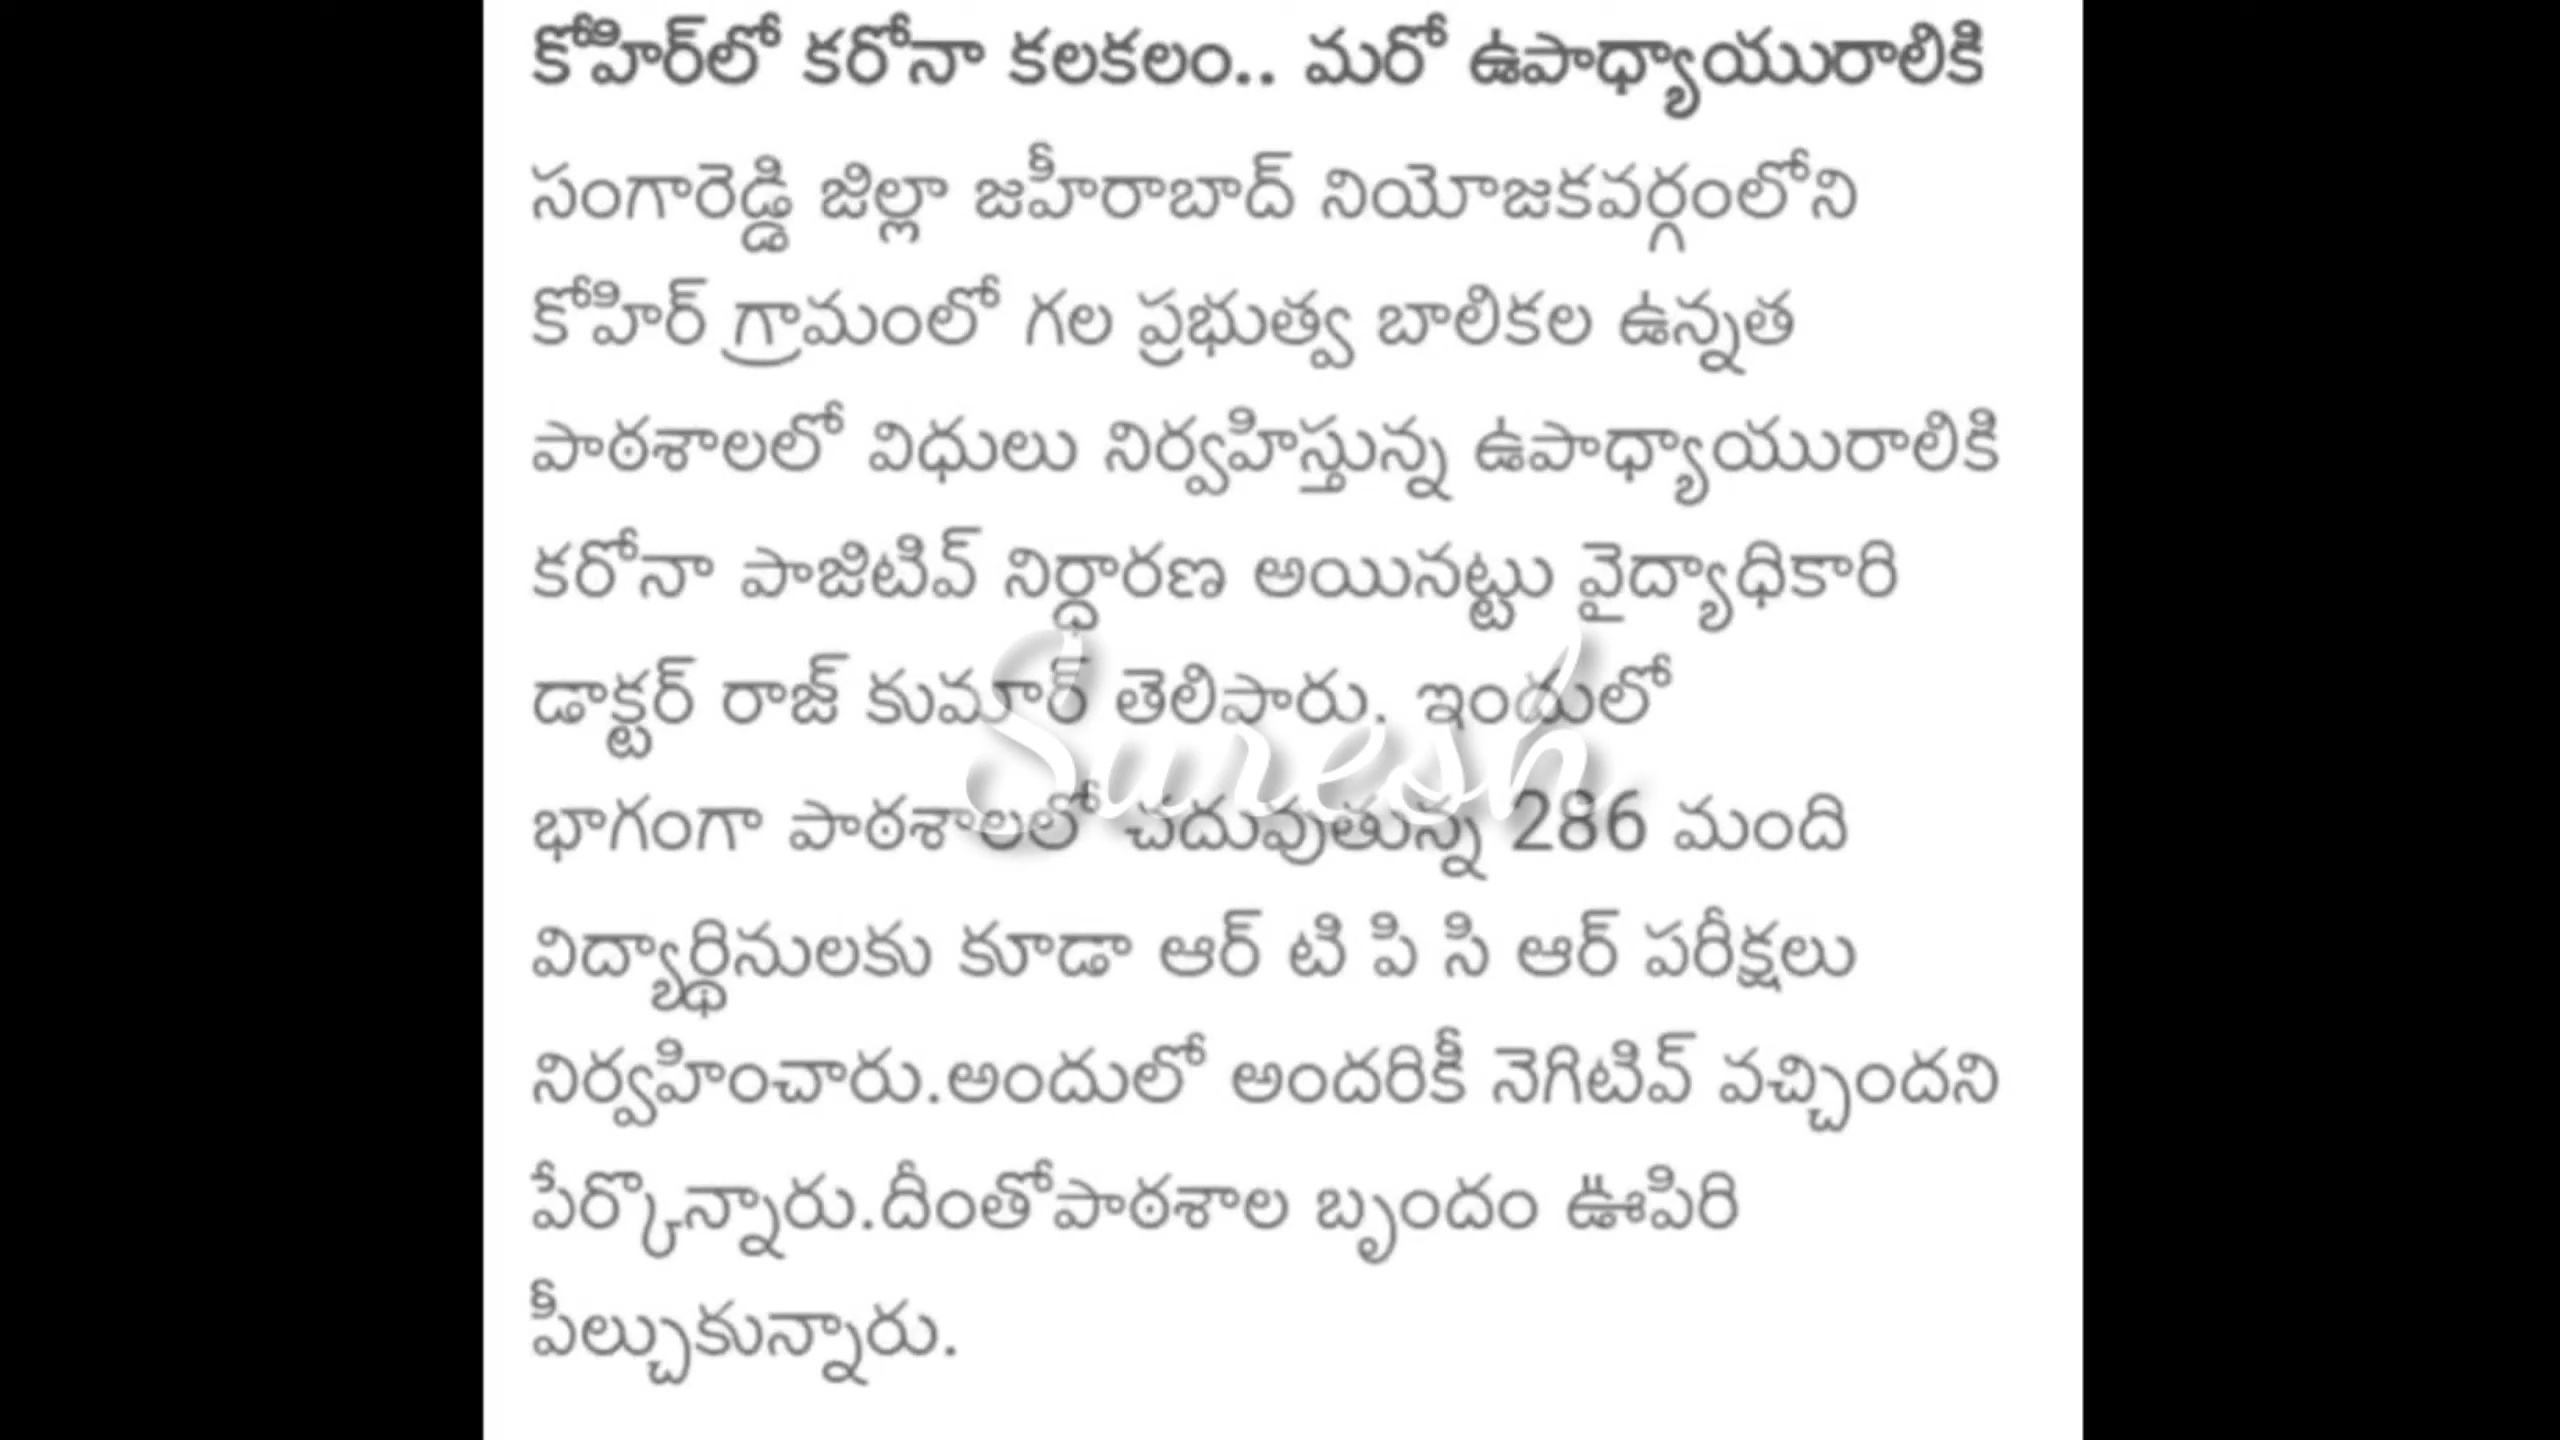 కోహిర్‌లో కరోనా కలకలం.. మరో ఉపాధ్యాయురాలికి
సంగారెడ్డి జిల్లా జహీరాబాద్ నియోజకవర్గంలోని
కోహిర్ గ్రామంలో గల ప్రభుత్వ బాలికల ఉన్నత
పాఠశాలలో విధులు నిర్వహిస్తున్న ఉపాధ్యాయురాలికి
కరోనా పాజిటివ్ నిర్ధారణ అయినట్టు వైద్యాధికారి
డాక్టర్ రాజ్ కుమార్ తెలిపారు. ఇందులో
Suresh
భాగంగా పాఠశాలలో చదువుతున్న 286 మంది
విద్యార్థినులకు కూడా ఆర్ టి పి సి ఆర్ పరీక్షలు
నిర్వహించారు.అందులో అందరికీ నెగిటివ్ వచ్చిందని
పేర్కొన్నారు.దీంతోపాఠశాల బృందం ఊపిరి
పీల్చుకున్నారు.